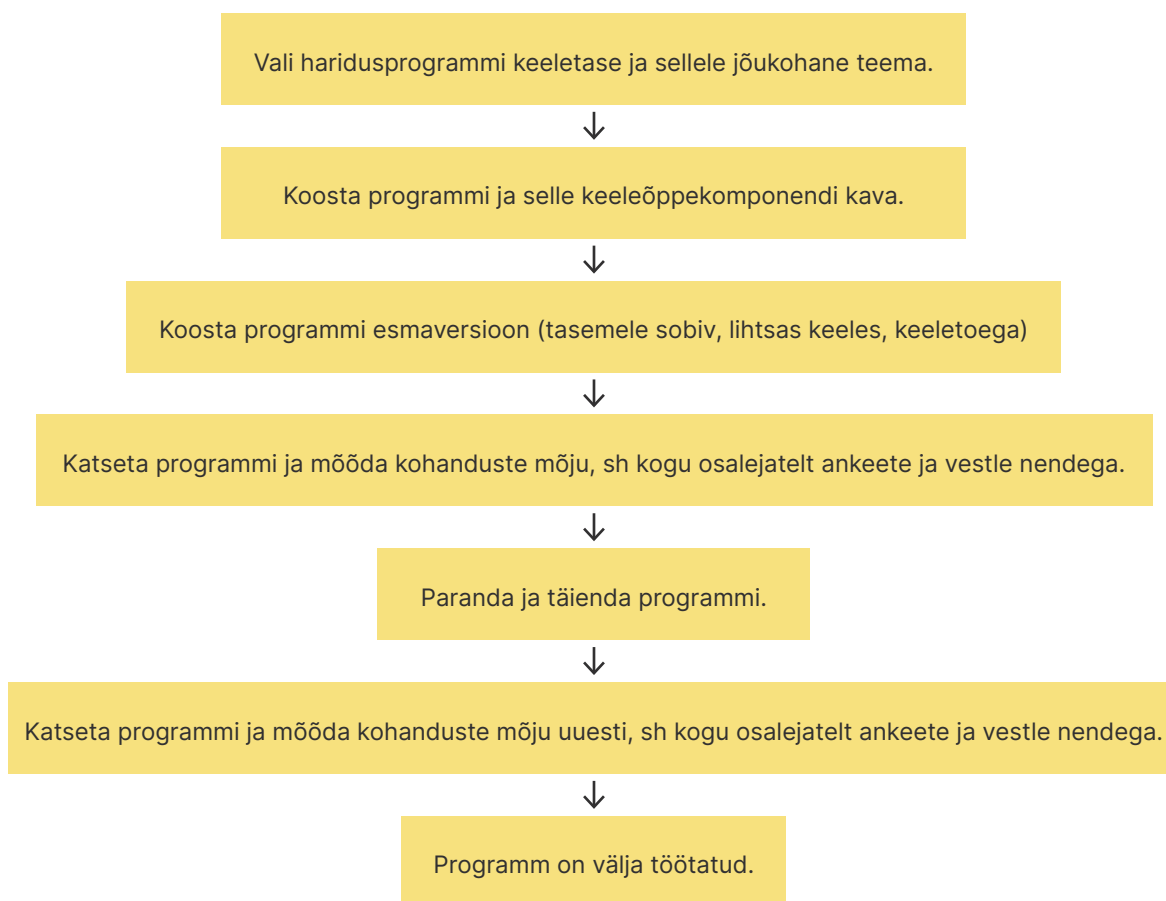 Vali haridusprogrammi keeletase ja sellele jõukohane teema.
Koosta programmi ja selle keeleõppekomponendi kava.
Koosta programmi esmaversioon (tasemele sobiv, lihtsas keeles, keeletoega)
Katseta programmi ja mõõda kohanduste mõju, sh kogu osalejatelt ankeete ja vestle nendega.
Paranda ja täienda programmi.
Katseta programmi ja mõõda kohanduste mõju uuesti, sh kogu osalejatelt ankeete ja vestle nendega.
Programm on välja töötatud.